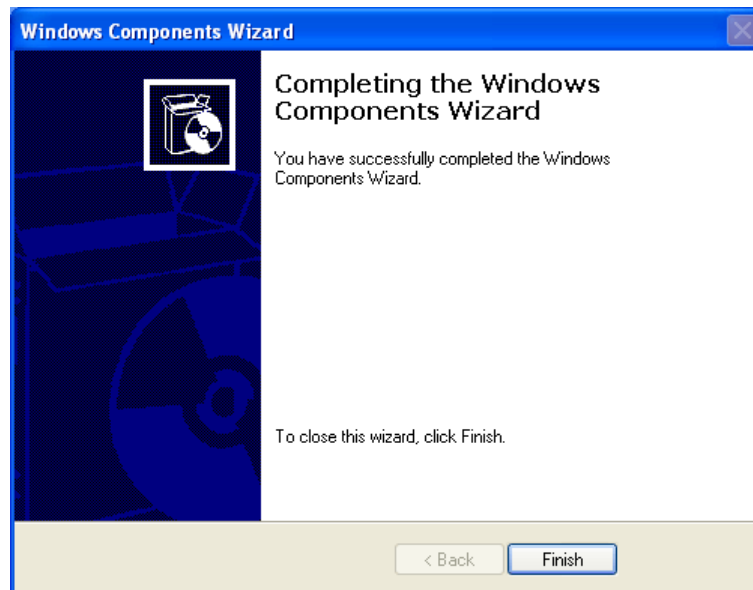 Windows Components Wizard
Completing the Windows
Components Wizard
You have successfully completed the Windows
Components Wizard.
To close this wizard, click Finish.
< Back
Finish